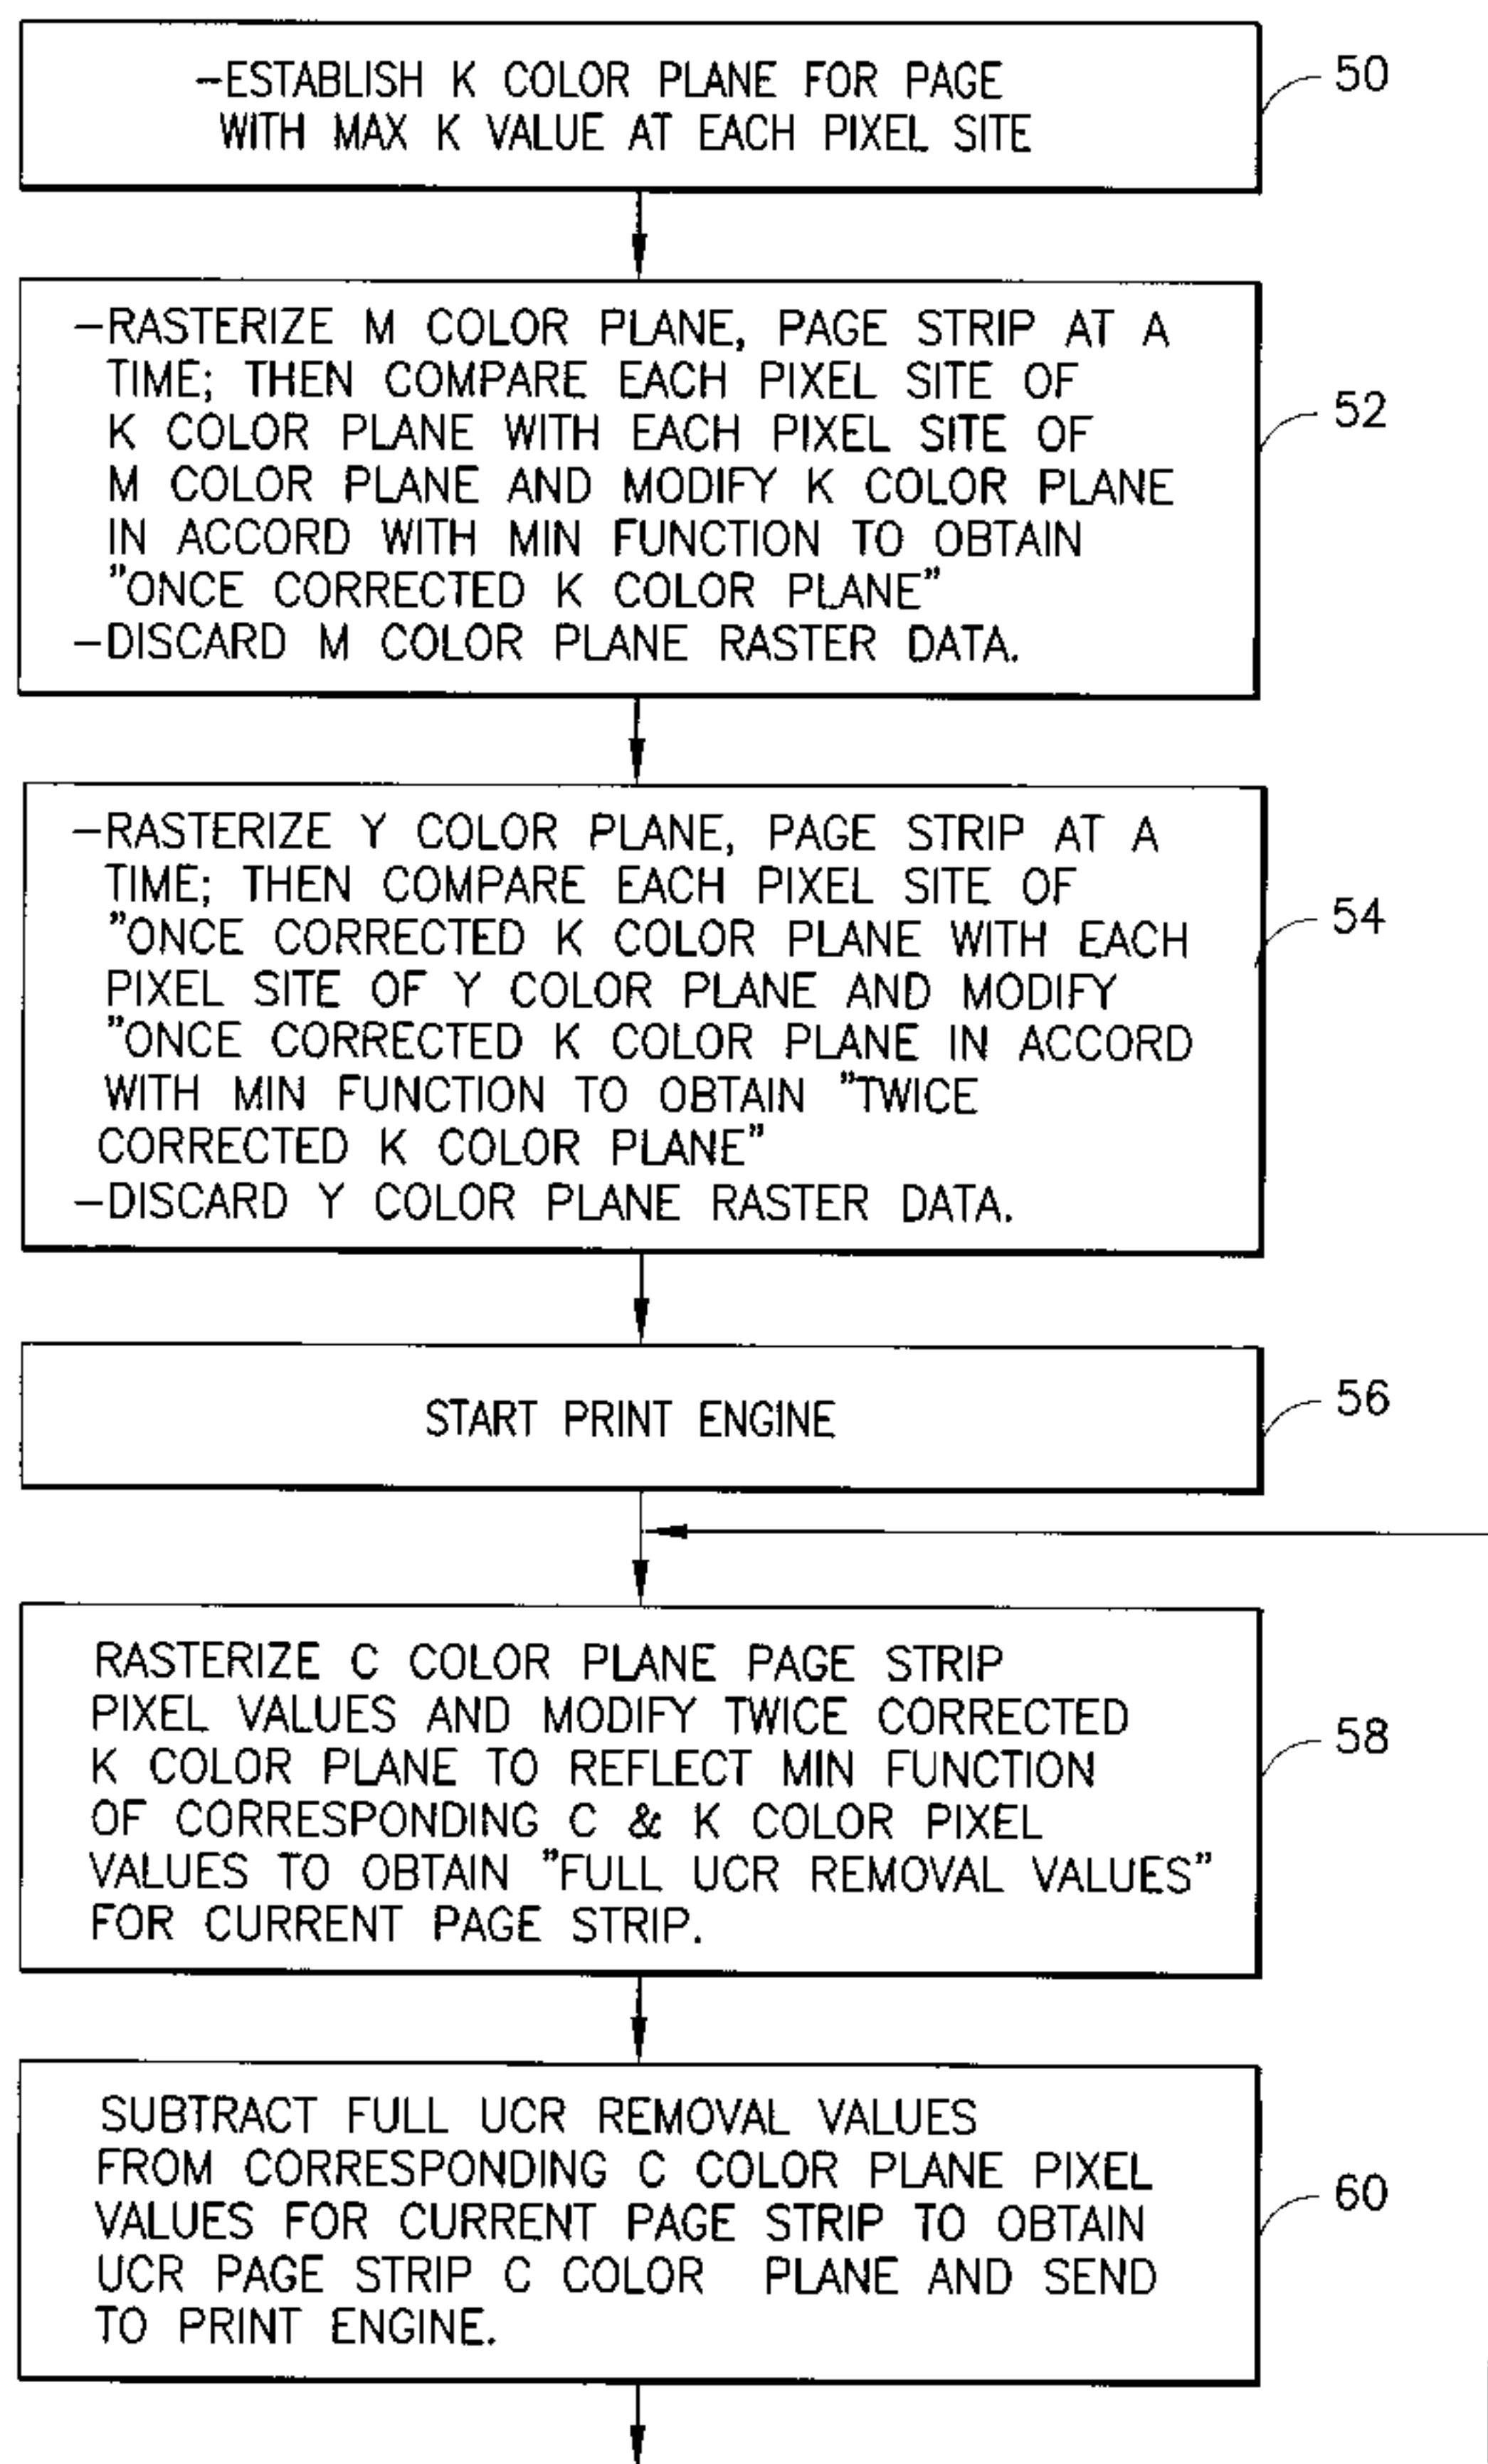 -ESTABLISH K COLOR PLANE FOR PAGE
WITH MAX K VALUE AT EACH PIXEL SITE
50
-RASTERIZE M COLOR PLANE, PAGE STRIP AT A
TIME; THEN COMPARE EACH PIXEL SITE OF
K COLOR PLANE WITH EACH PIXEL SITE OF
M COLOR PLANE AND MODIFY K COLOR PLANE
IN ACCORD WITH MIN FUNCTION TO OBTAIN
"ONCE CORRECTED K COLOR PLANE"
-DISCARD M COLOR PLANE RASTER DATA.
52
-RASTERIZE Y COLOR PLANE, PAGE STRIP AT A
TIME; THEN COMPARE EACH PIXEL SITE OF
"ONCE CORRECTED K COLOR PLANE WITH EACH
PIXEL SITE OF Y COLOR PLANE AND MODIFY
"ONCE CORRECTED K COLOR PLANE IN ACCORD
WITH MIN FUNCTION TO OBTAIN "TWICE
CORRECTED K COLOR PLANE"
-DISCARD Y COLOR PLANE RASTER DATA.
54
START PRINT ENGINE
56
RASTERIZE C COLOR PLANE PAGE STRIP
PIXEL VALUES AND MODIFY TWICE CORRECTED
K COLOR PLANE TO REFLECT MIN FUNCTION
OF CORRESPONDING C & K COLOR PIXEL
VALUES TO OBTAIN "FULL UCR REMOVAL VALUES"
FOR CURRENT PAGE STRIP.
58
SUBTRACT FULL UCR REMOVAL VALUES
FROM CORRESPONDING C COLOR PLANE PIXEL
VALUES FOR CURRENT PAGE STRIP TO OBTAIN
UCR PAGE STRIP C COLOR PLANE AND SEND
TO PRINT ENGINE.
60